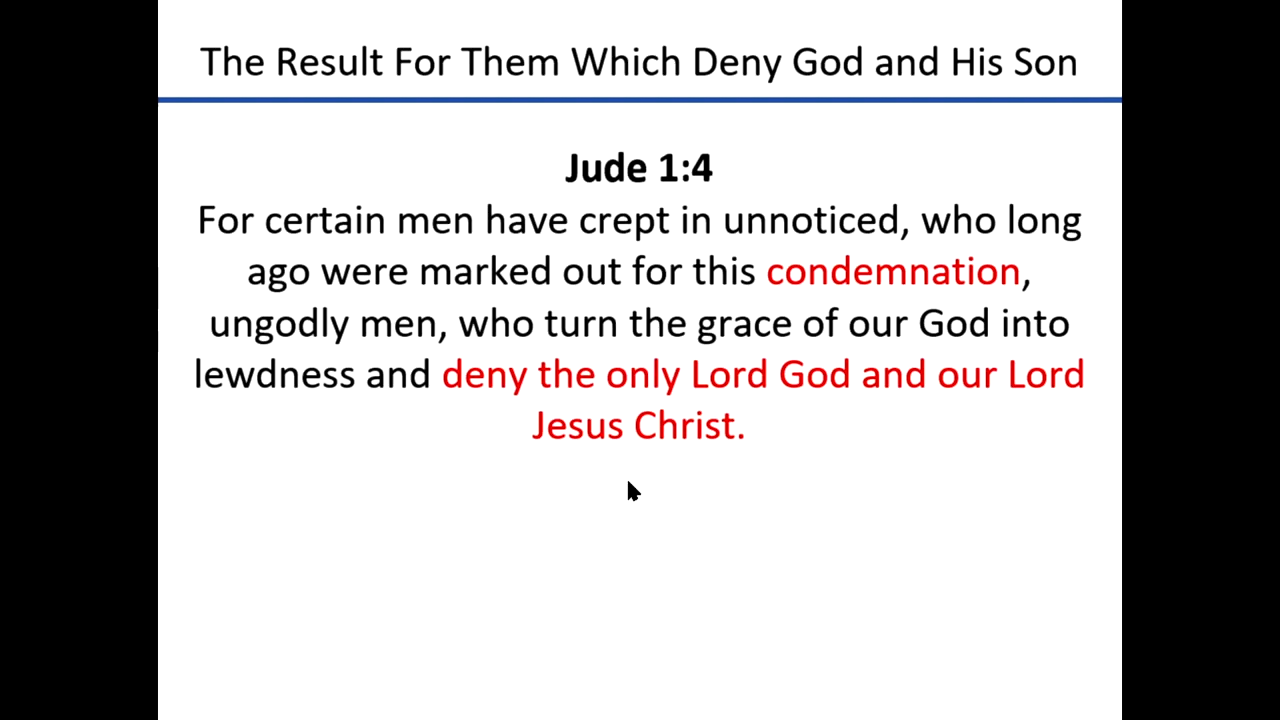 The Result For Them Which Deny God and His Son
Jude 1:4
For certain men have crept in unnoticed, who long
ago were marked out for this condemnation,
ungodly men, who turn the grace of our God into
lewdness and deny the only Lord God and our Lord
Jesus Christ.